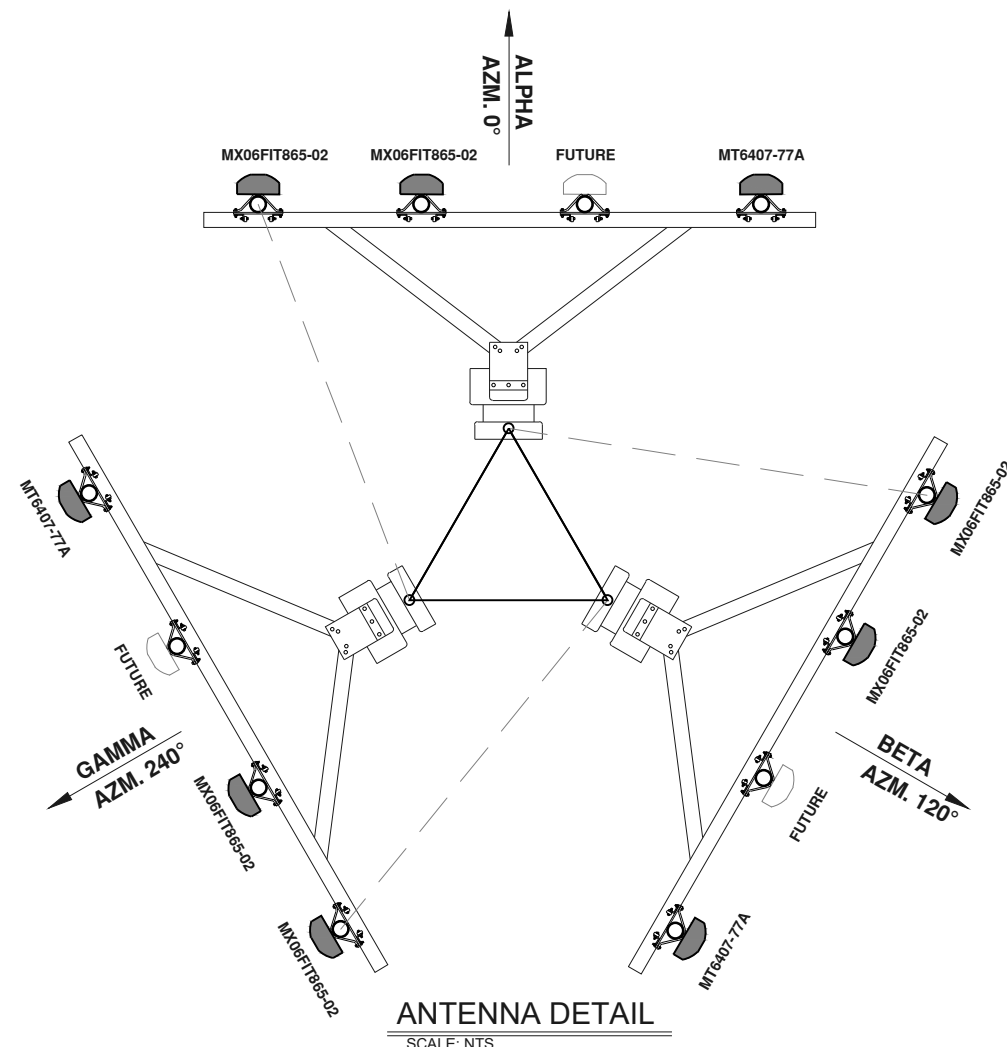 ALPHA
AZM. 0°
MX06FIT865-02
MX06FIT865-02
FUTURE
MT6407-77A
MT6407-77A
FUTURE
GAMMA
AZM. 240°
MX06FIT865-02
MX06FIT865-02
MX06FIT865-02
MX06FIT865-02
BETA
AZM. 120°
FUTURE
MT6407-77A
ANTENNA DETAIL
SCALE: NTS